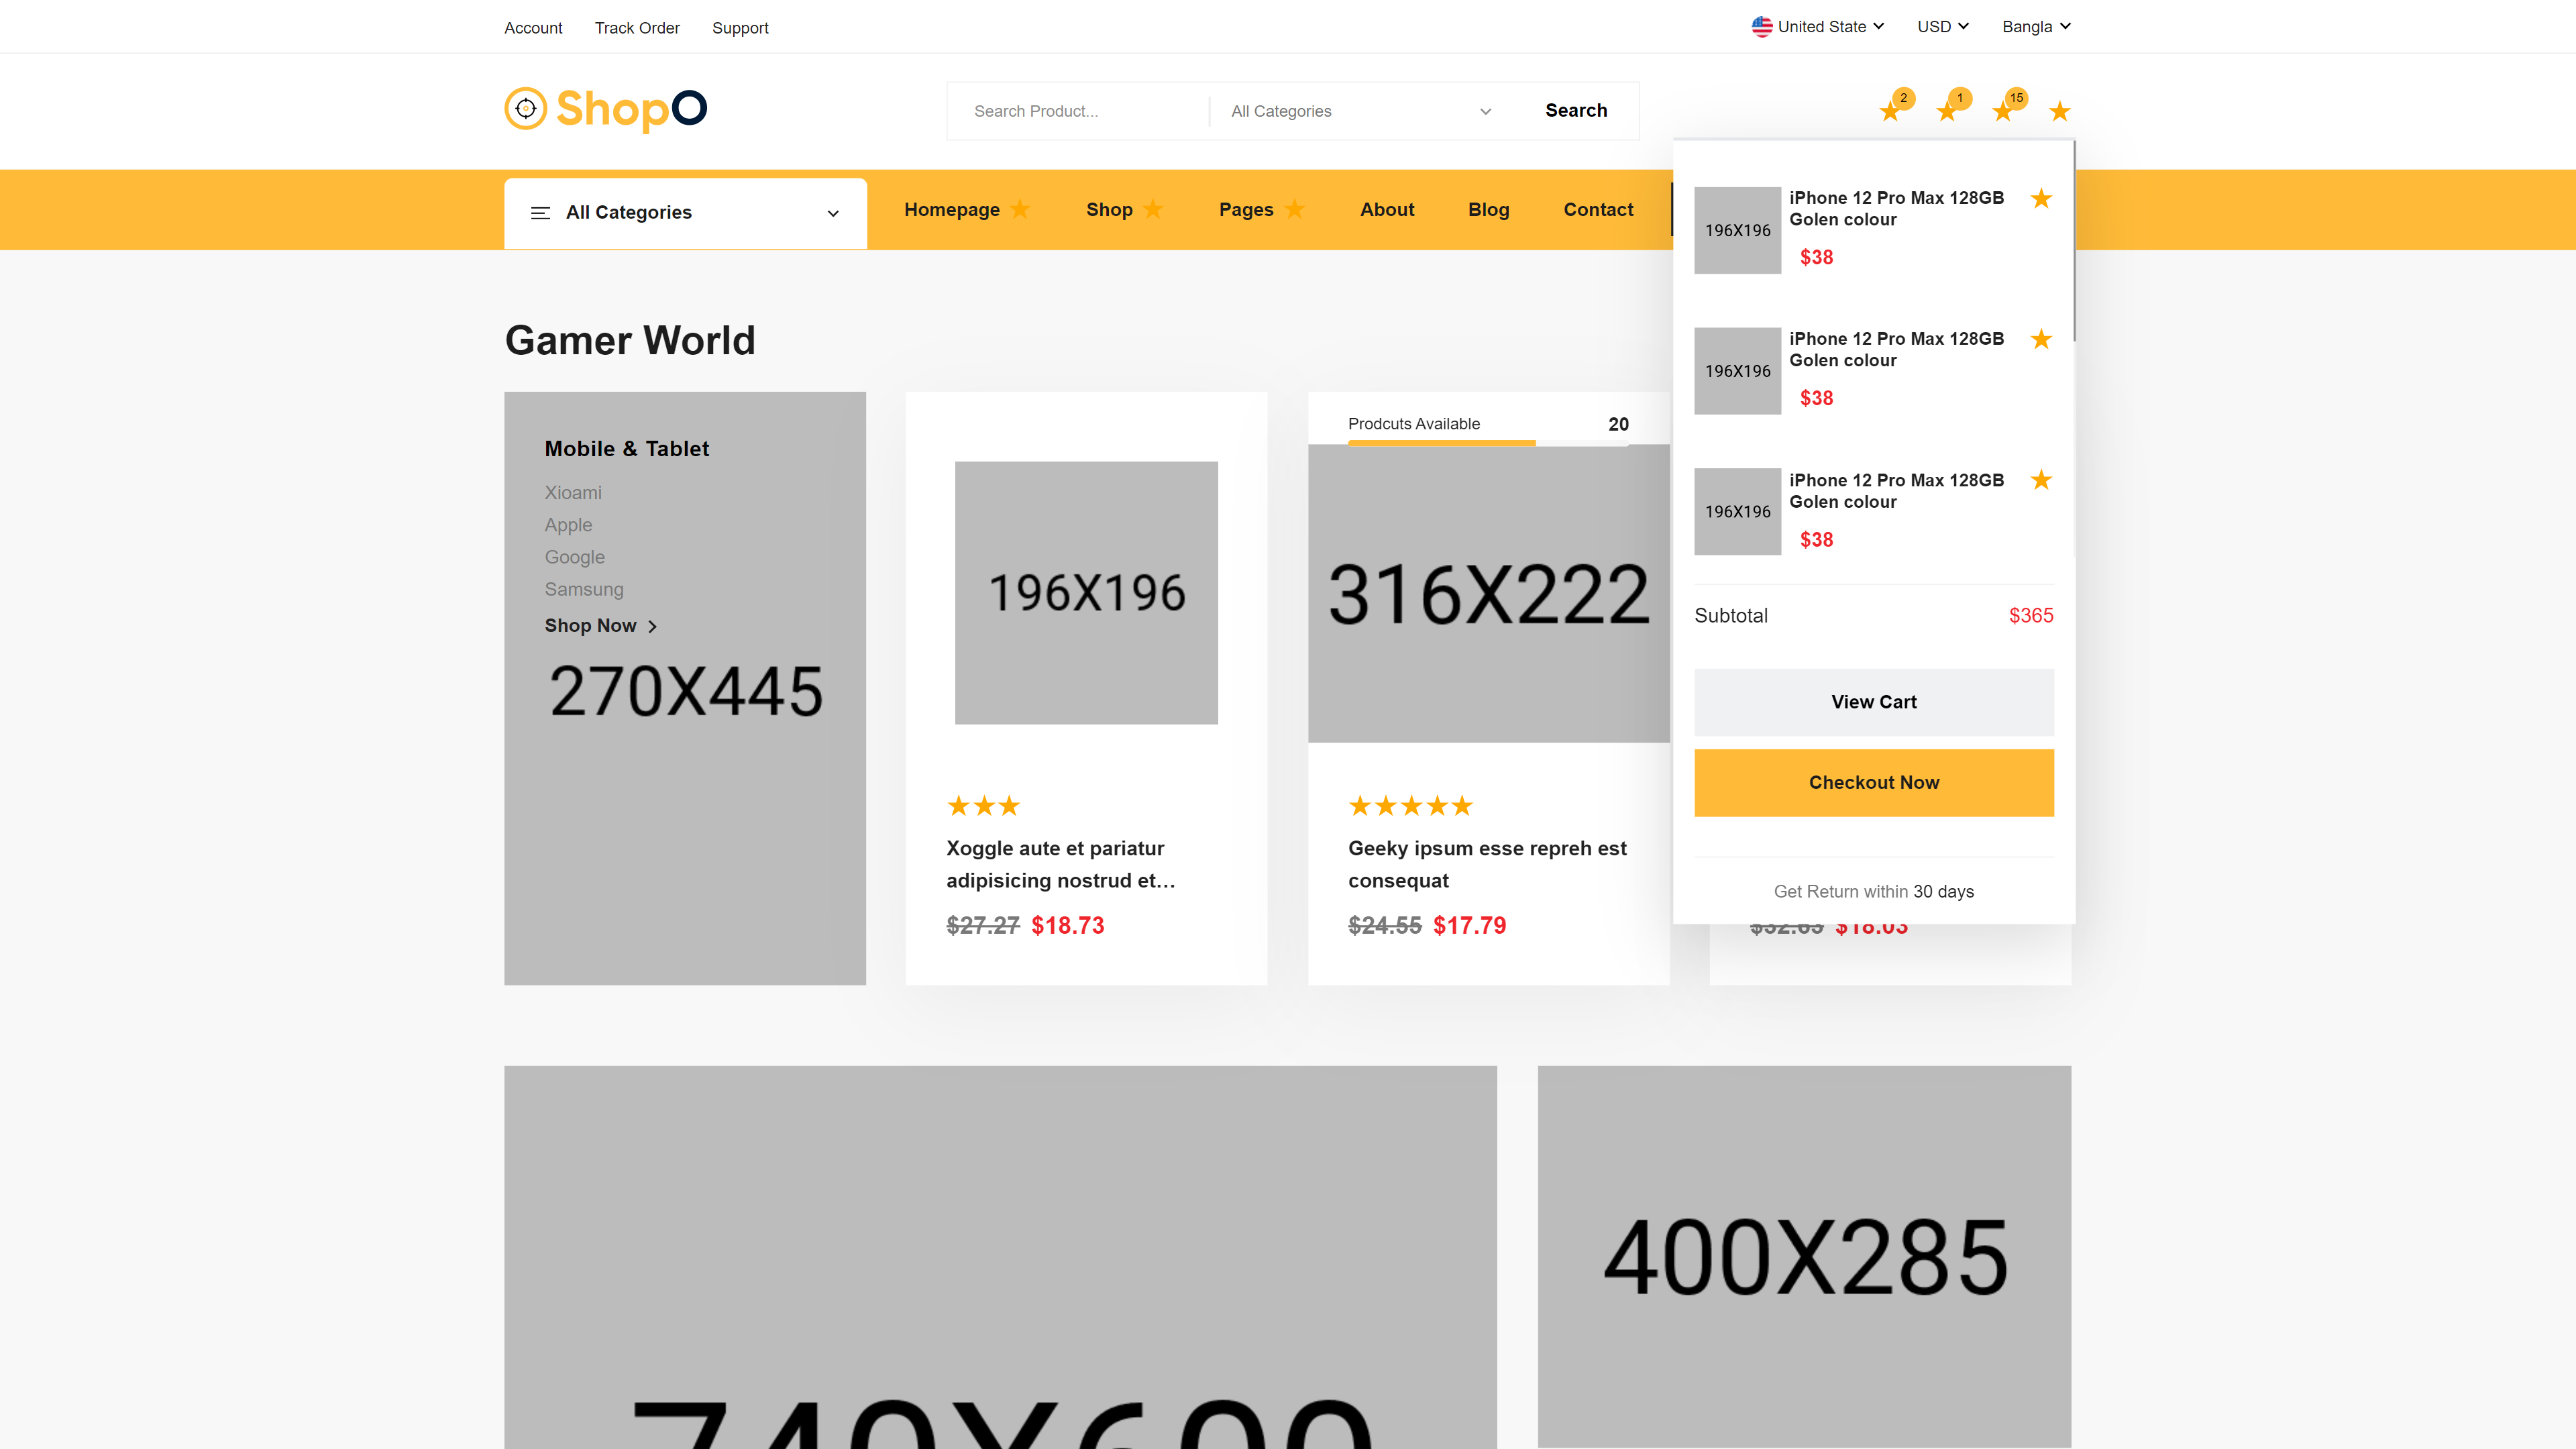 Account Track Order Support
United State USD Bangla
ShopO
Search Product... All Categories Search
2 1 15
All Categories
Homepage Shop Pages About Blog Contact
iPhone 12 Pro Max 128GB
Golen colour
196X196
$38
iPhone 12 Pro Max 128GB
Golen colour
196X196
$38
iPhone 12 Pro Max 128GB
Golen colour
196X196
$38
Subtotal $365
View Cart
Checkout Now
Get Return within 30 days
Gamer World
Mobile & Tablet
Xioami
Apple
Google
Samsung
Shop Now
270X445
196X196
Xoggle aute et pariatur
adipisicing nostrud et…
$27.27 $18.73
Prodcuts Available 20
316X222
Geeky ipsum esse repreh est
consequat
$24.55 $17.79
$18.03
400X285